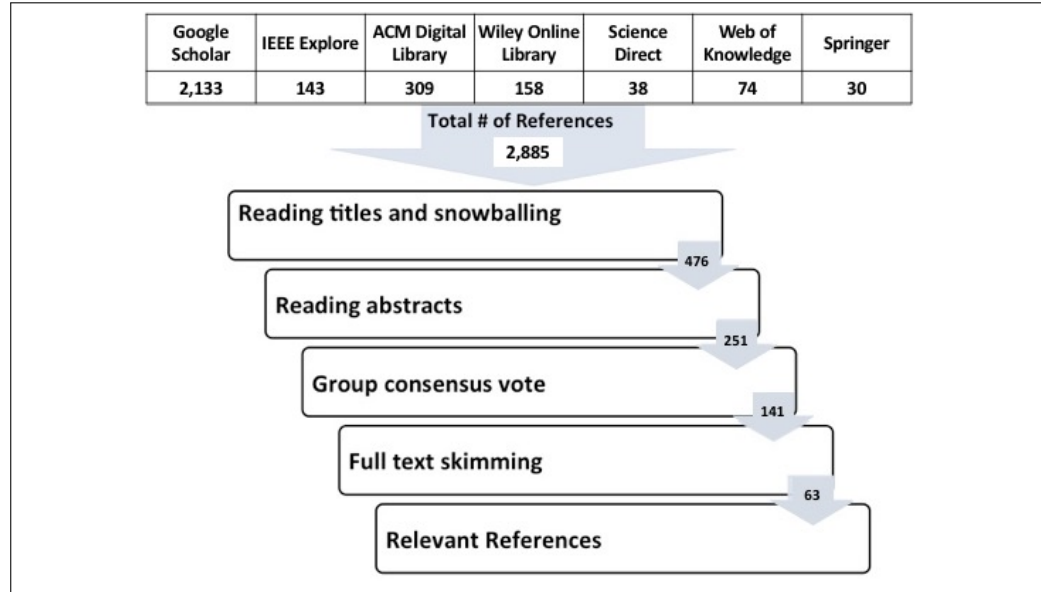 Google Scholar
IEEE Explore
ACM Digital Library
Wiley Online Library
Science Direct
Web of Knowledge
Springer
2,133 143 309 158 38 74 30
Total # of References
2,885
Reading titles and snowballing
476
Reading abstracts
251
Group consensus vote
141
Full text skimming
63
Relevant References